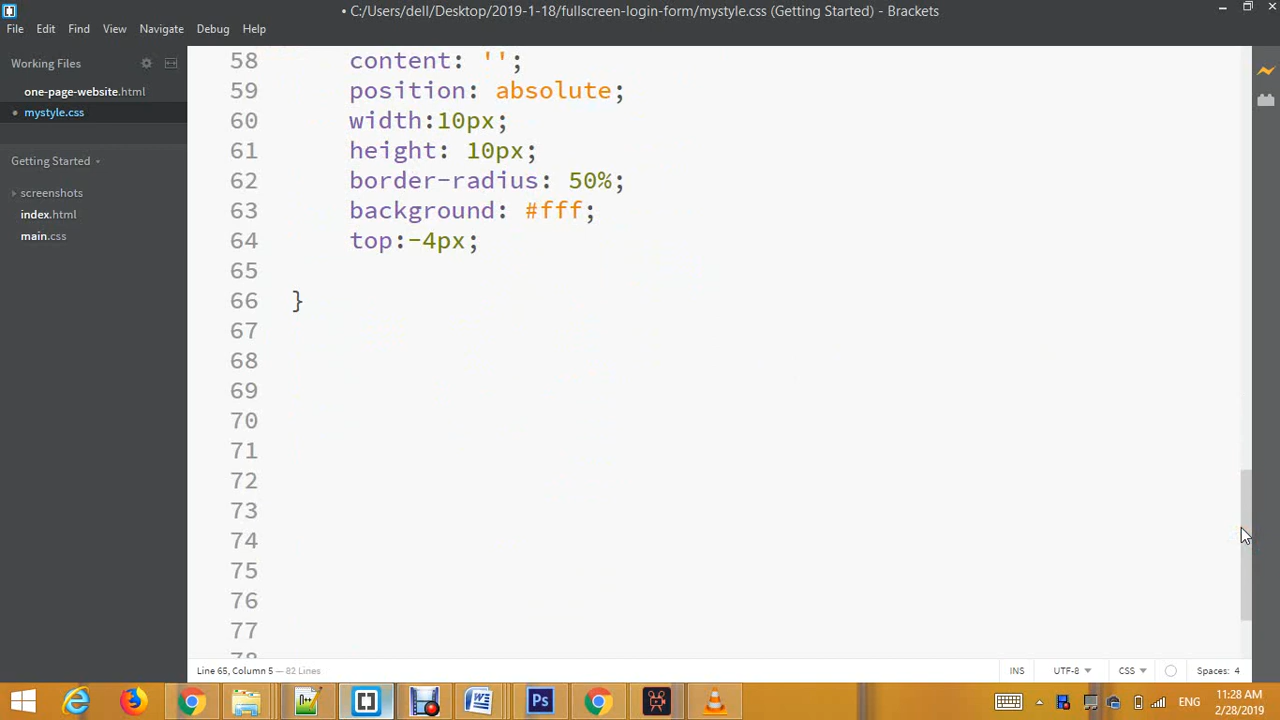 • C:/Users/dell/Desktop/2019-1-18/fullscreen-login-form/mystyle.css (Getting Started) - Brackets
File Edit Find View Navigate Debug Help
Working Files
one-page-website.html
mystyle.css
Getting Started
screenshots
index.html
main.css
58 content: '';
59 position: absolute;
60 width:10px;
61 height: 10px;
62 border-radius: 50%;
63 background: #fff;
64 top:-4px;
65
66 }
67
68
69
70
71
72
73
74
75
76
77
78
Line 65, Column 5 — 82 Lines
INS UTF-8 CSS Spaces: 4
ENG
11:28 AM
2/28/2019